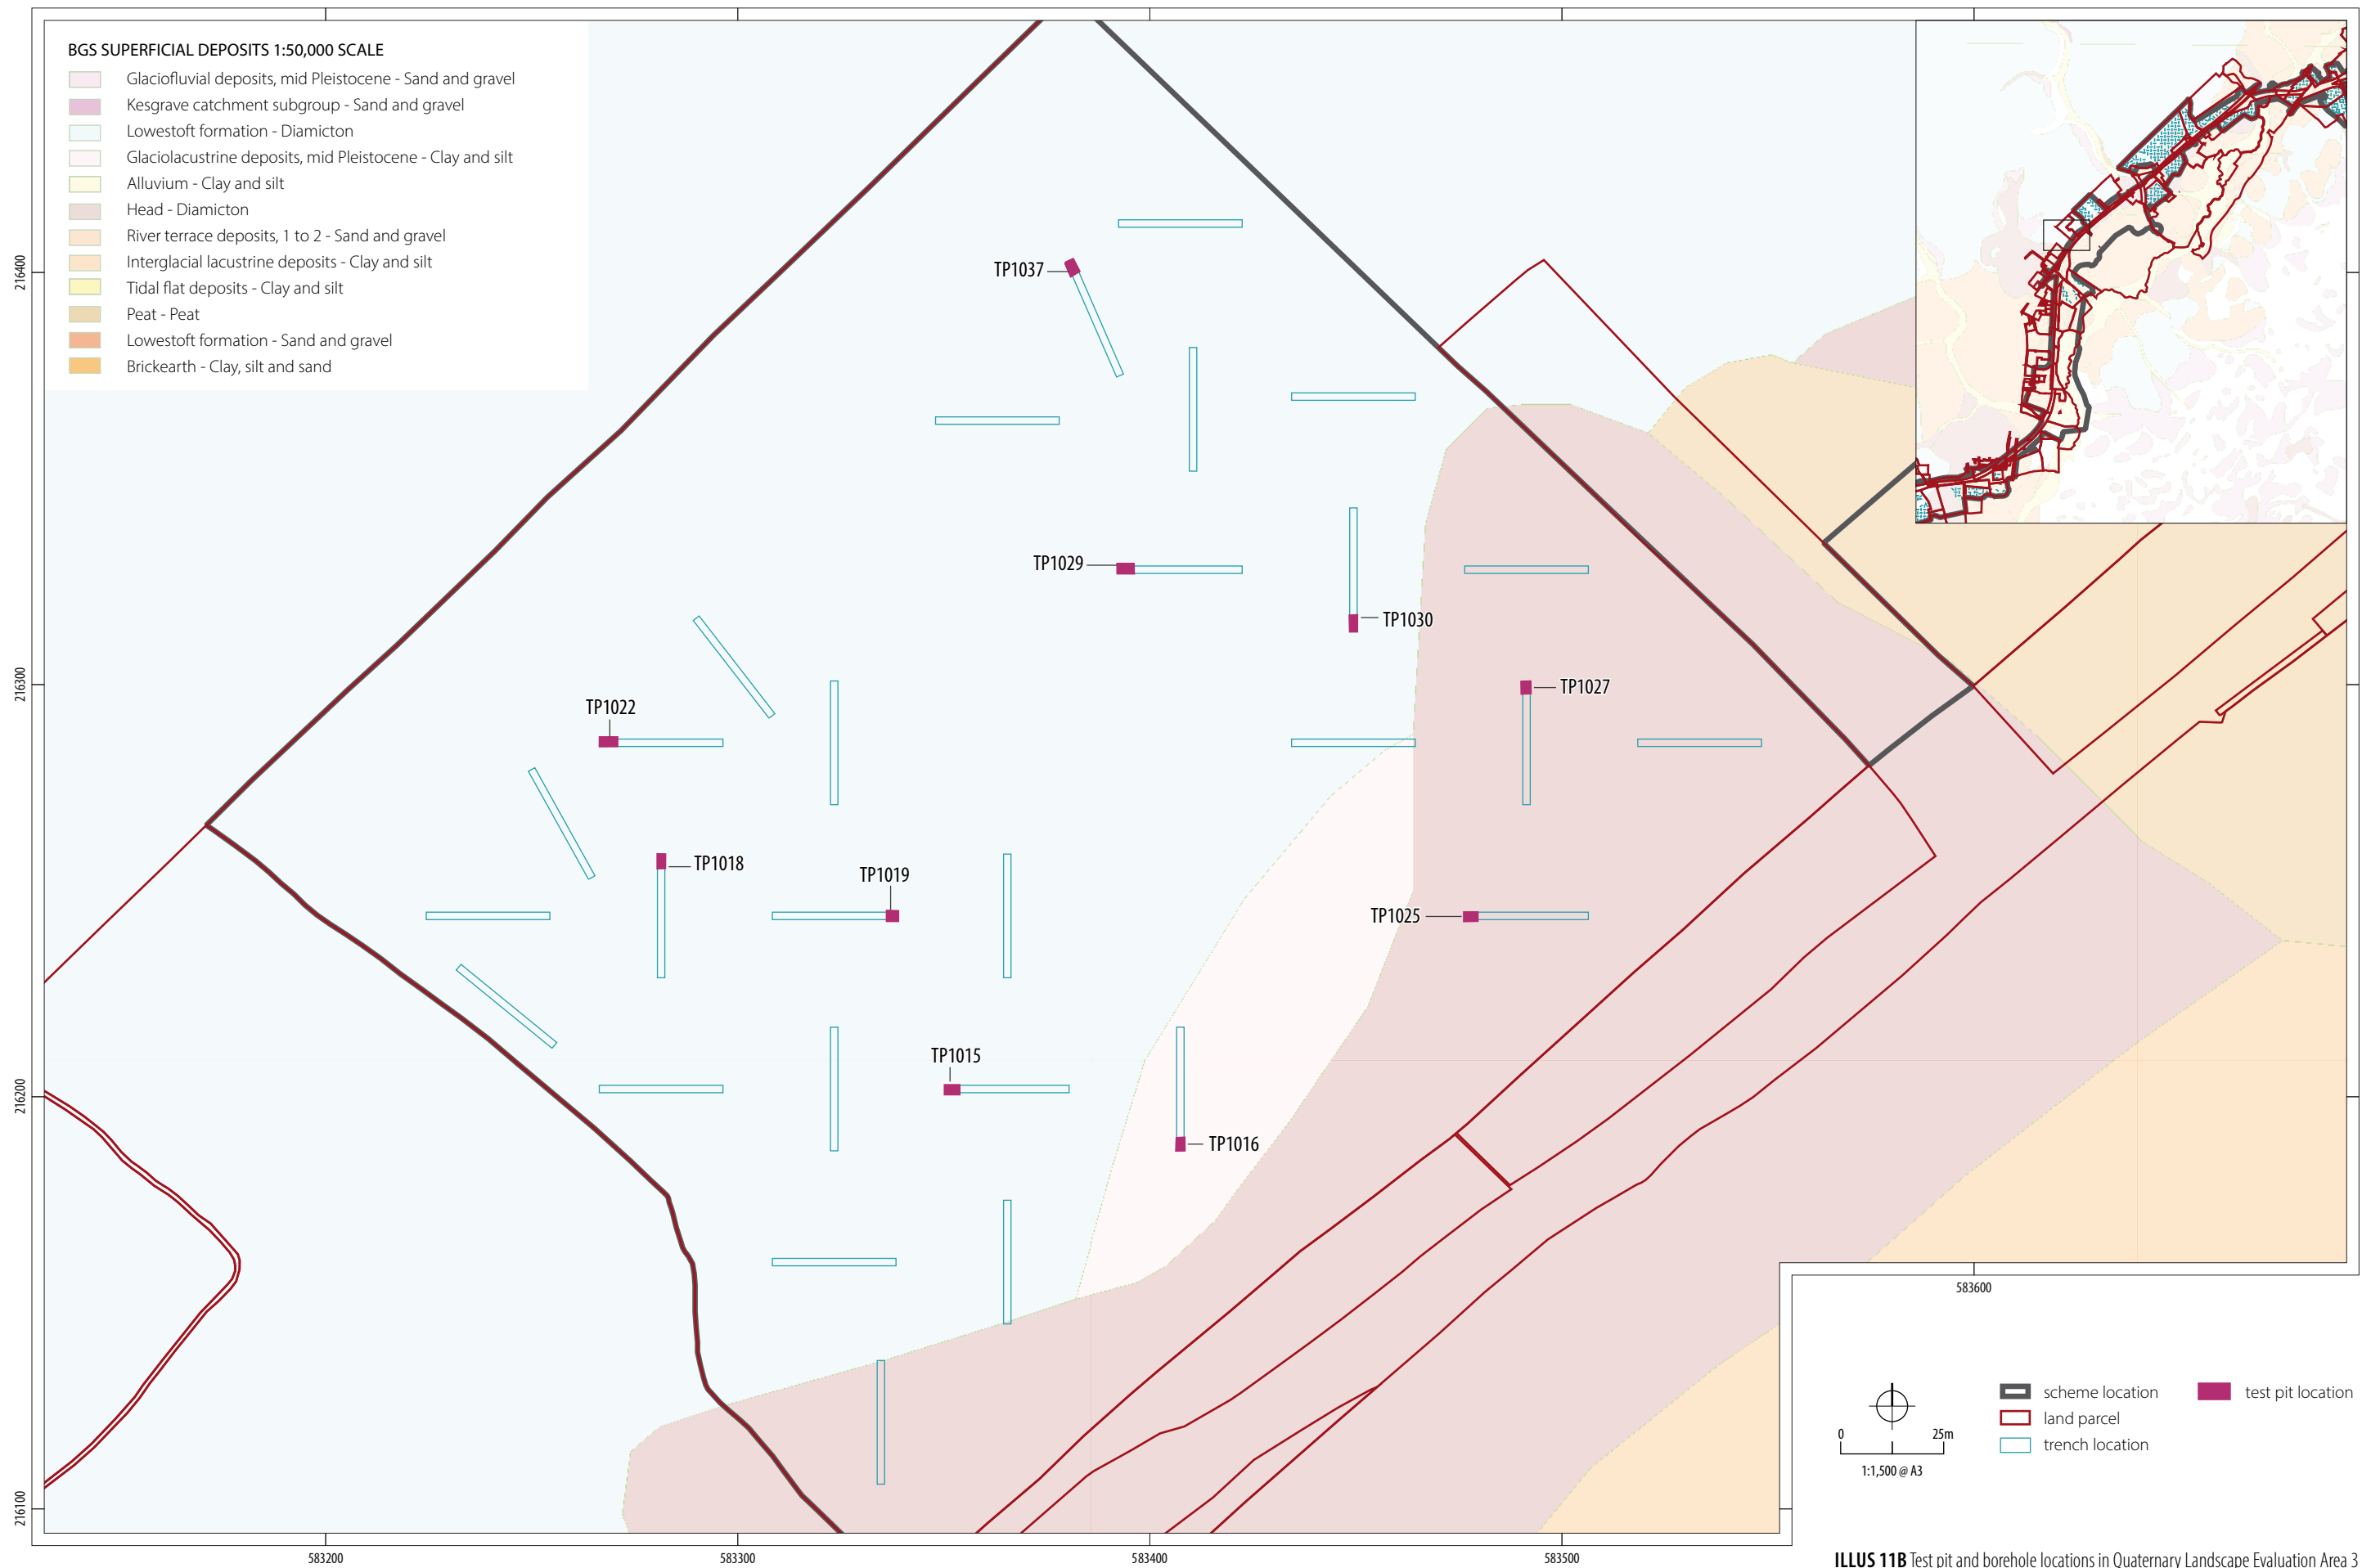 BGS SUPERFICIAL DEPOSITS 1:50,000 SCALE
Glaciofluvial deposits, mid Pleistocene - Sand and gravel
Kesgrave catchment subgroup - Sand and gravel
Lowestoft formation - Diamicton
Glaciolacustrine deposits, mid Pleistocene - Clay and silt
Alluvium - Clay and silt
Head - Diamicton
River terrace deposits, 1 to 2 - Sand and gravel
Interglacial lacustrine deposits - Clay and silt
Tidal flat deposits - Clay and silt
Peat - Peat
Lowestoft formation - Sand and gravel
Brickearth - Clay, silt and sand
216400
TP1037
TP1029
TP1030
216300
TP1027
TP1022
TP1018
TP1019
TP1025
216200
TP1015
TP1016
216100
583200
583300
583400
583500
583600
0 25m
1:1,500 @ A3
scheme location
land parcel
trench location
test pit location
ILLUS 11B Test pit and borehole locations in Quaternary Landscape Evaluation Area 3